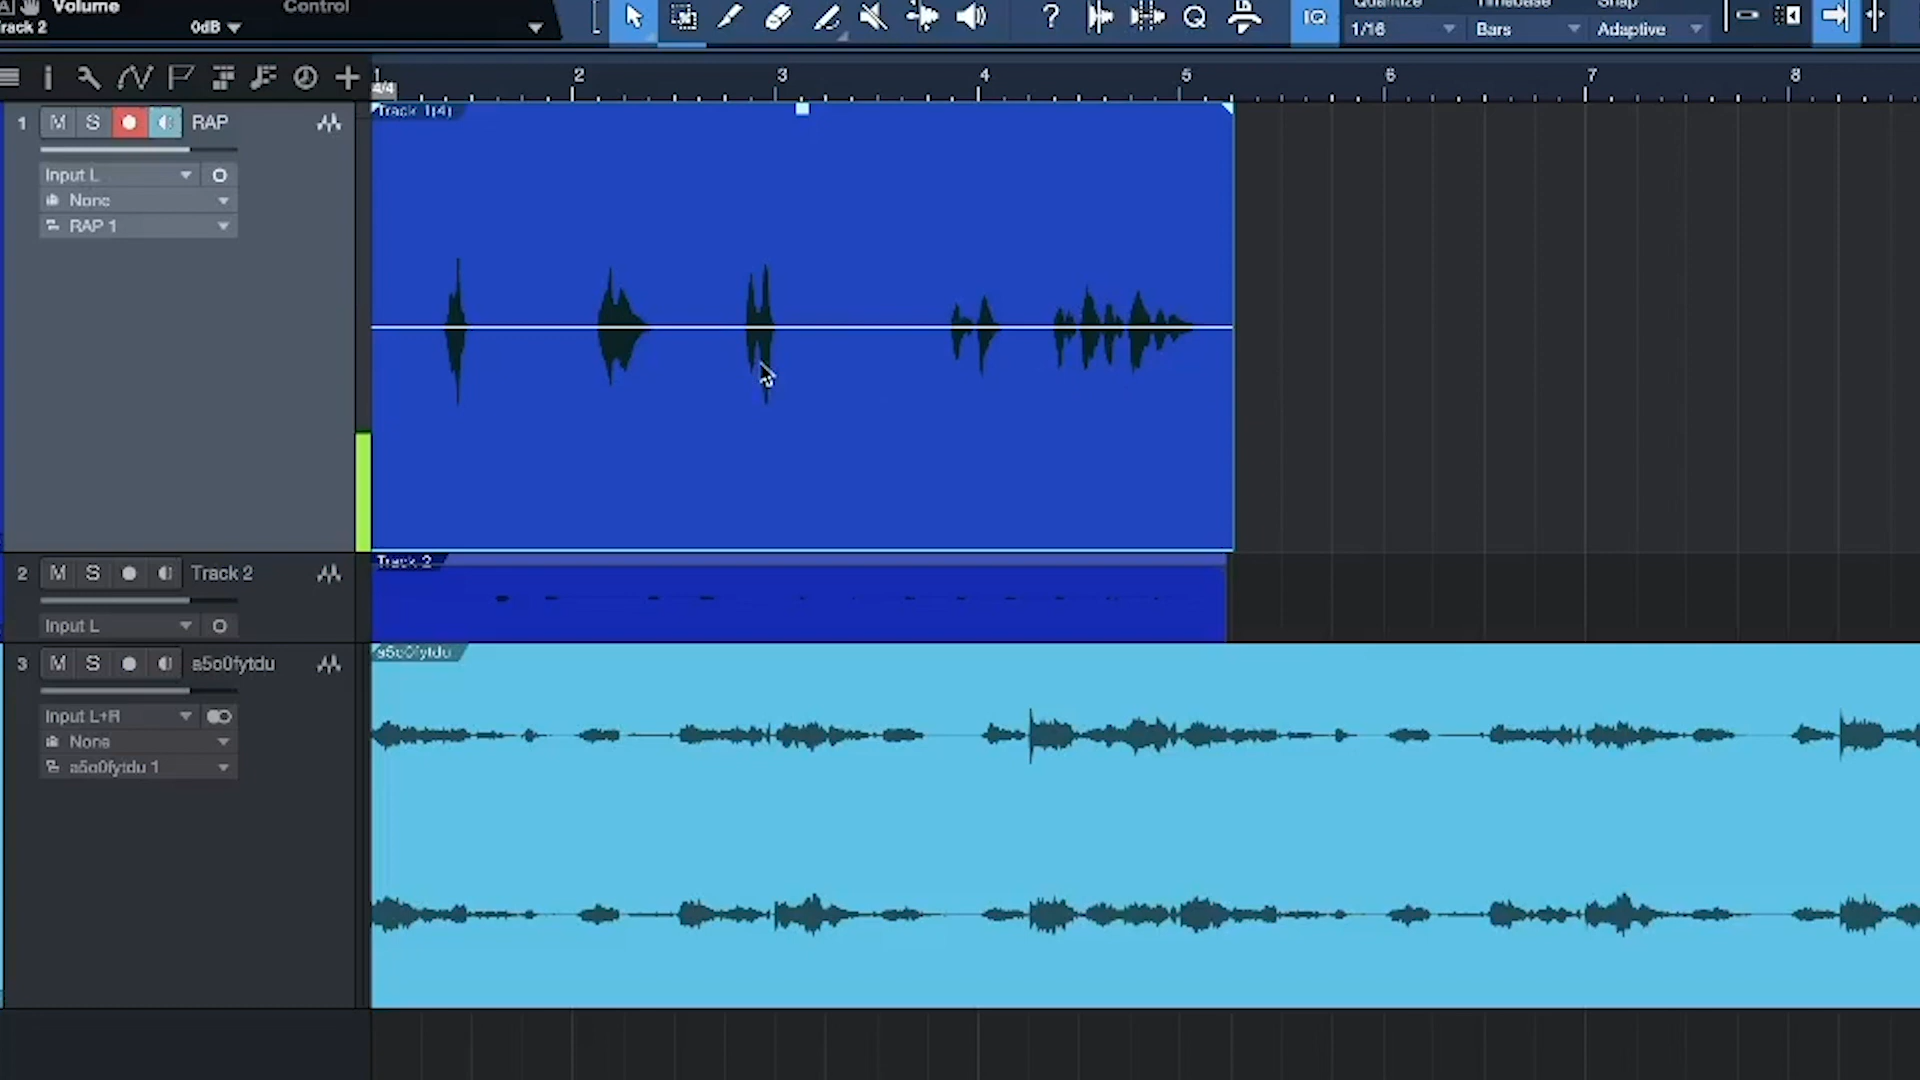 Volume Control
Track 2 0dB
Quantize Timebase Snap
1/16 Bars Adaptive
IQ
1 2 3 4 5 6 7 8
4/4
1 M S RAP
Track 1(4)
Input L
None
RAP 1
2 M S Track 2
Track 2
Input L
3 M S a5o0fytdu
a5o0fytdu
Input L+R
None
a5o0fytdu 1